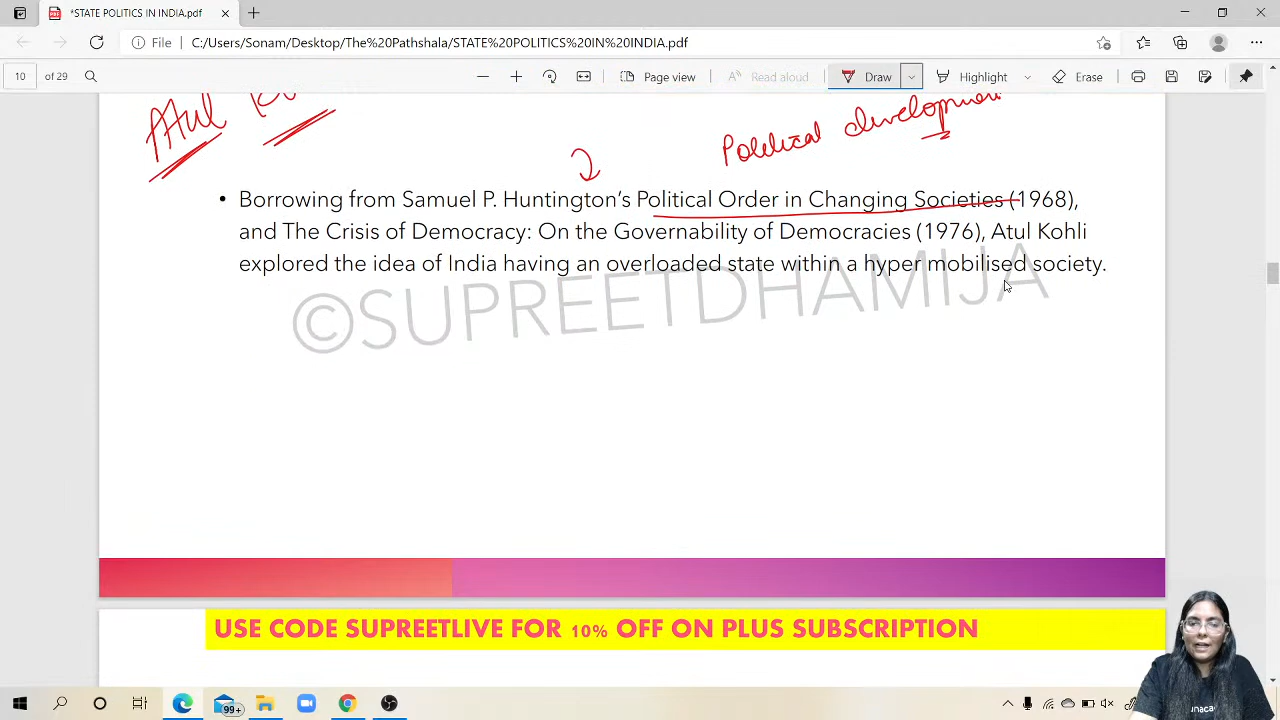 *STATE POLITICS IN INDIA.pdf
File C:/Users/Sonam/Desktop/The%20Pathshala/STATE%20POLITICS%20IN%20INDIA.pdf
10 of 29 Page view Read aloud Draw Highlight Erase
Atul
Political development
• Borrowing from Samuel P. Huntington’s Political Order in Changing Societies (1968),
and The Crisis of Democracy: On the Governability of Democracies (1976), Atul Kohli
explored the idea of India having an overloaded state within a hyper mobilised society.
©SUPREETDHAMIJA
USE CODE SUPREETLIVE FOR 10% OFF ON PLUS SUBSCRIPTION
99+